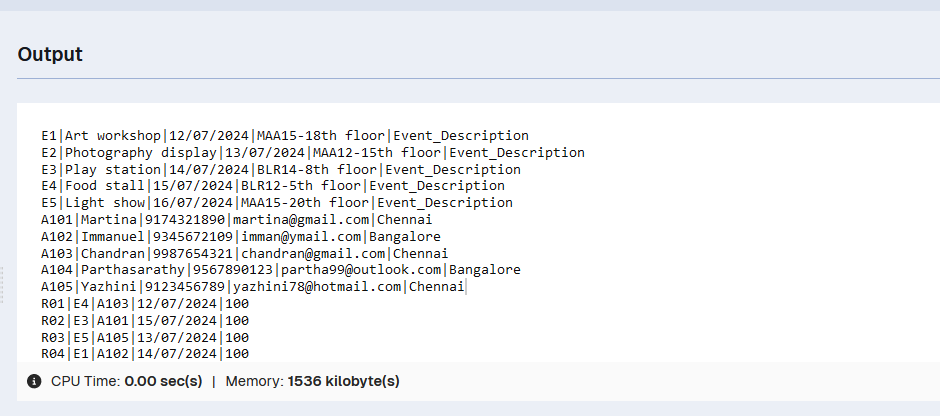 Output
E1|Art workshop|12/07/2024|MAA15-18th floor|Event_Description
E2|Photography display|13/07/2024|MAA12-15th floor|Event_Description
E3|Play station|14/07/2024|BLR14-8th floor|Event_Description
E4|Food stall|15/07/2024|BLR12-5th floor|Event_Description
E5|Light show|16/07/2024|MAA15-20th floor|Event_Description
A101|Martina|9174321890|martina@gmail.com|Chennai
A102|Immanuel|9345672109|imman@ymail.com|Bangalore
A103|Chandran|9987654321|chandran@gmail.com|Chennai
A104|Parthasarathy|9567890123|partha99@outlook.com|Bangalore
A105|Yazhini|9123456789|yazhini78@hotmail.com|Chennai
R01|E4|A103|12/07/2024|100
R02|E3|A101|15/07/2024|100
R03|E5|A105|13/07/2024|100
R04|E1|A102|14/07/2024|100
CPU Time: 0.00 sec(s) | Memory: 1536 kilobyte(s)